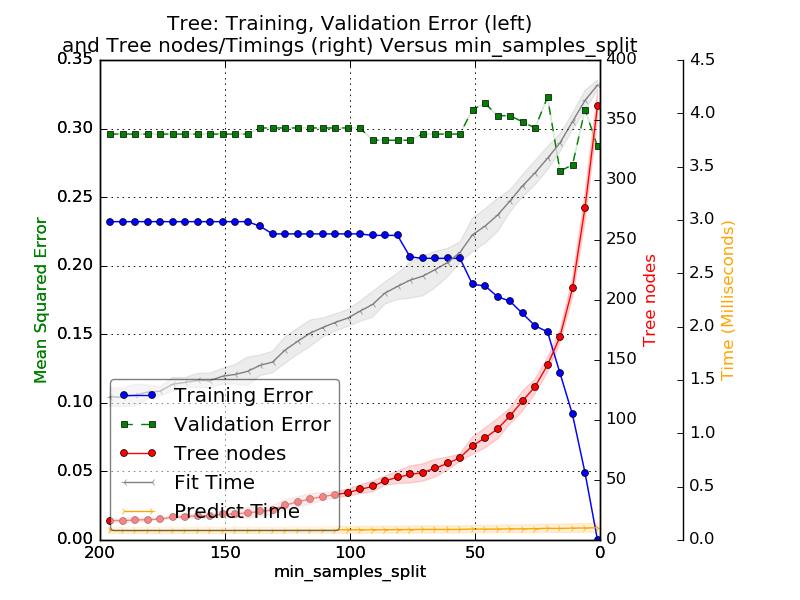 Tree: Training, Validation Error (left)
and Tree nodes/Timings (right) Versus min_samples_split
Mean Squared Error
0.35
0.30
0.25
0.20
0.15
0.10
0.05
0.00
200
150
100
50
0
min_samples_split
Training Error
Validation Error
Tree nodes
Fit Time
Predict Time
400
350
300
250
200
150
100
50
0
Tree nodes
4.5
4.0
3.5
3.0
2.5
2.0
1.5
1.0
0.5
0.0
Time (Milliseconds)